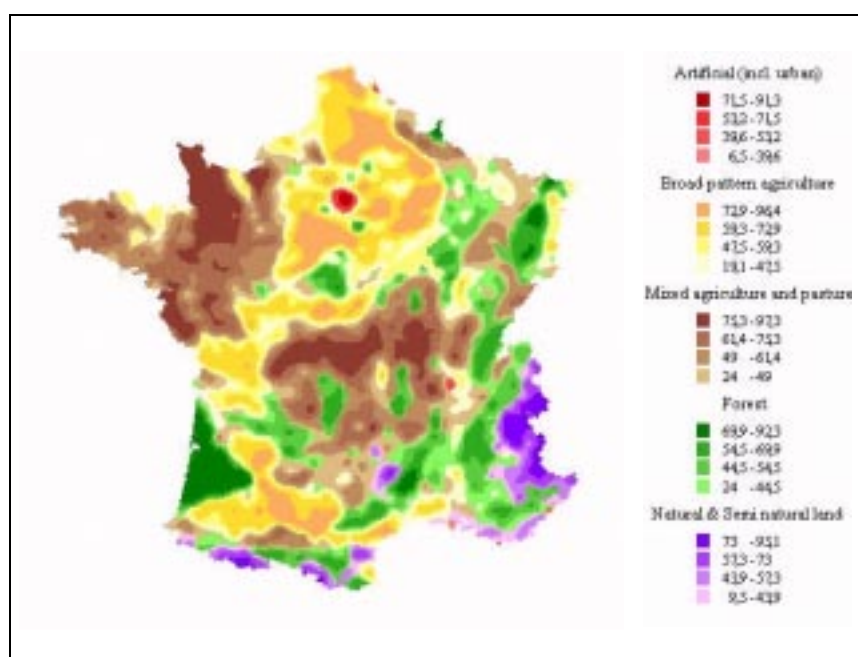 Artificial (incl. urban)
71,5 - 91,3
53,2 - 71,5
39,6 - 53,2
6,5 - 39,6
Broad pattern agriculture
72,9 - 96,4
59,3 - 72,9
47,5 - 59,3
19,1 - 47,5
Mixed agriculture and pasture
75,3 - 97,3
61,4 - 75,3
49 - 61,4
24 - 49
Forest
69,9 - 92,3
54,5 - 69,9
44,5 - 54,5
24 - 44,5
Natural & Semi natural land
73 - 95,1
57,3 - 73
43,9 - 57,3
9,5 - 43,9